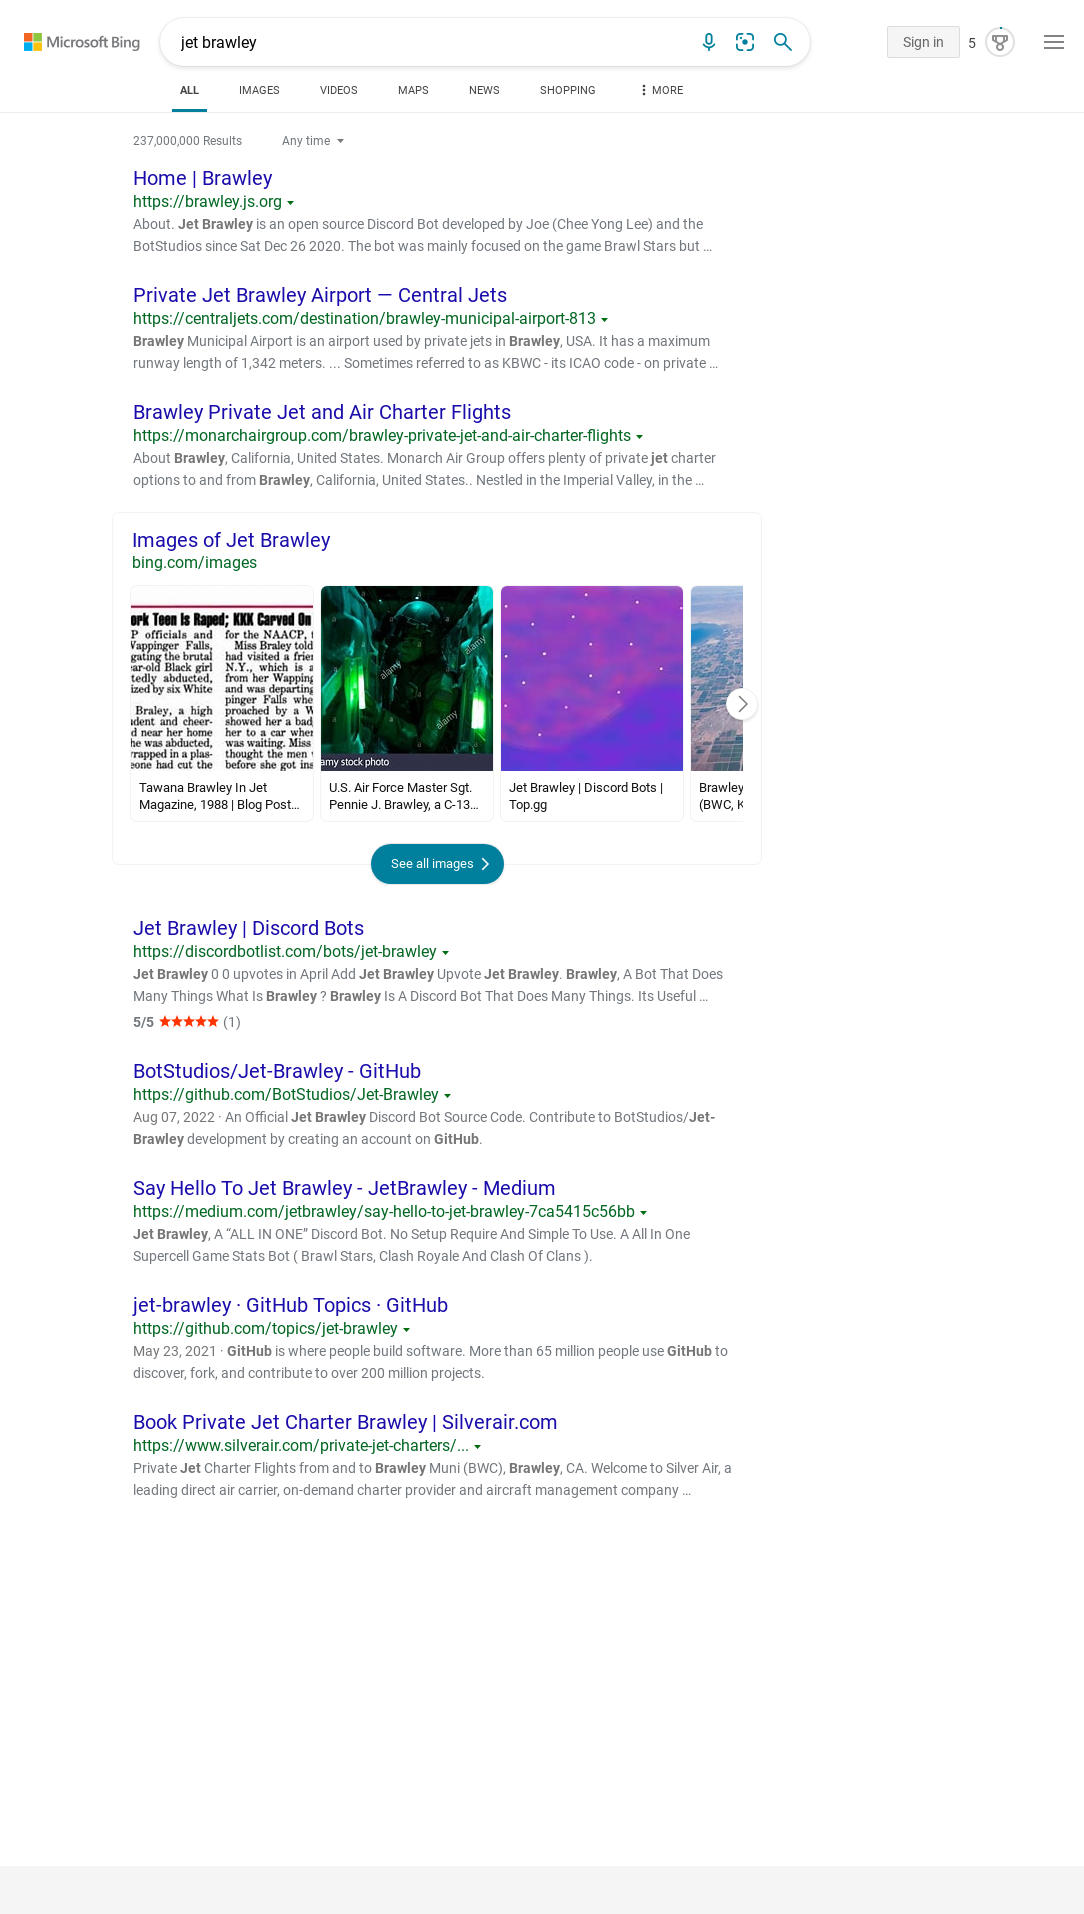 Microsoft Bing
jet brawley
Sign in
5
ALL
IMAGES
VIDEOS
MAPS
NEWS
SHOPPING
MORE
237,000,000 Results
Any time
Home | Brawley
https://brawley.js.org
About. Jet Brawley is an open source Discord Bot developed by Joe (Chee Yong Lee) and the
BotStudios since Sat Dec 26 2020. The bot was mainly focused on the game Brawl Stars but ...
Private Jet Brawley Airport — Central Jets
https://centraljets.com/destination/brawley-municipal-airport-813
Brawley Municipal Airport is an airport used by private jets in Brawley, USA. It has a maximum
runway length of 1,342 meters. ... Sometimes referred to as KBWC - its ICAO code - on private ...
Brawley Private Jet and Air Charter Flights
https://monarchairgroup.com/brawley-private-jet-and-air-charter-flights
About Brawley, California, United States. Monarch Air Group offers plenty of private jet charter
options to and from Brawley, California, United States.. Nestled in the Imperial Valley, in the ...
Images of Jet Brawley
bing.com/images
ork Teen Is Raped; KKK Carved On
P officials and
Wappinger Falls,
gating the brutal
ear-old Black girl
tedly abducted,
ized by six White
Braley, a high
dent and cheer-
d near her home
he was abducted,
rapped in a plas-
eone had cut the
for the NAACP,
Miss Braley told
had visited a frie
N.Y., which is a
from her Wapping
and was departing
pinger Falls whe
proached by a W
showed her a bad
her to a car wher
was waiting. Miss
thought the men
before she got ins
alamy
alamy
alamy
amy stock photo
Tawana Brawley In Jet
Magazine, 1988 | Blog Post...
U.S. Air Force Master Sgt.
Pennie J. Brawley, a C-13...
Jet Brawley | Discord Bots |
Top.gg
Brawley
(BWC, K
See all images
Jet Brawley | Discord Bots
https://discordbotlist.com/bots/jet-brawley
Jet Brawley 0 0 upvotes in April Add Jet Brawley Upvote Jet Brawley. Brawley, A Bot That Does
Many Things What Is Brawley ? Brawley Is A Discord Bot That Does Many Things. Its Useful ...
5/5 ★★★★★ (1)
BotStudios/Jet-Brawley - GitHub
https://github.com/BotStudios/Jet-Brawley
Aug 07, 2022 · An Official Jet Brawley Discord Bot Source Code. Contribute to BotStudios/Jet-
Brawley development by creating an account on GitHub.
Say Hello To Jet Brawley - JetBrawley - Medium
https://medium.com/jetbrawley/say-hello-to-jet-brawley-7ca5415c56bb
Jet Brawley, A “ALL IN ONE” Discord Bot. No Setup Require And Simple To Use. A All In One
Supercell Game Stats Bot ( Brawl Stars, Clash Royale And Clash Of Clans ).
jet-brawley · GitHub Topics · GitHub
https://github.com/topics/jet-brawley
May 23, 2021 · GitHub is where people build software. More than 65 million people use GitHub to
discover, fork, and contribute to over 200 million projects.
Book Private Jet Charter Brawley | Silverair.com
https://www.silverair.com/private-jet-charters/...
Private Jet Charter Flights from and to Brawley Muni (BWC), Brawley, CA. Welcome to Silver Air, a
leading direct air carrier, on-demand charter provider and aircraft management company ...